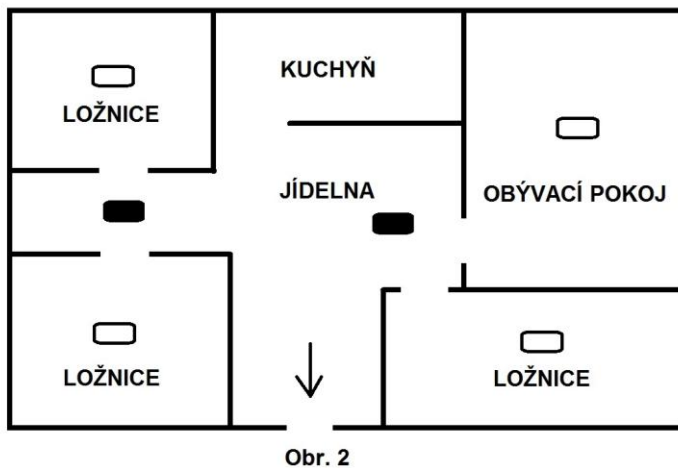 KUCHYŇ
LOŽNICE
JÍDELNA
OBÝVACÍ POKOJ
LOŽNICE
LOŽNICE
Obr. 2